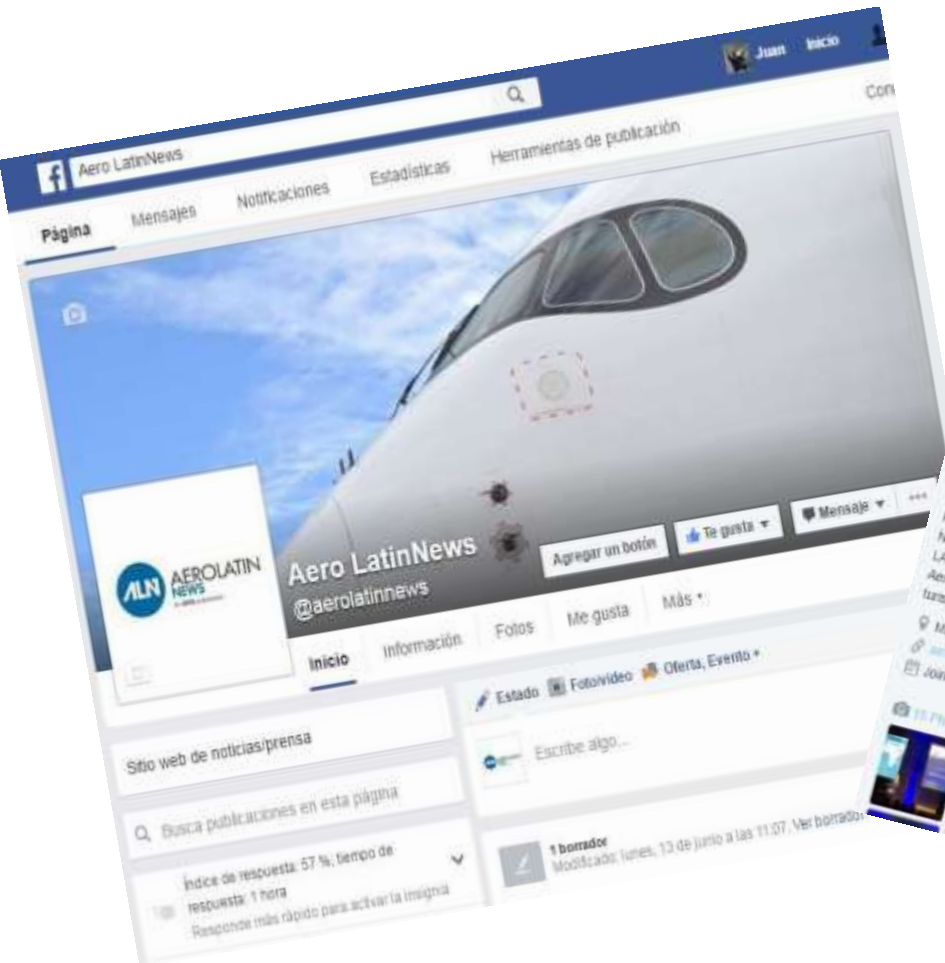 Juan Inicio
Aero LatinNews
Página Mensajes Notificaciones Estadísticas Herramientas de publicación
ALN AEROLATIN
NEWS
Aero LatinNews
@aerolatinnews
Agregar un botón Te gusta Mensaje
Inicio Información Fotos Me gusta Más
Estado Foto/video Oferta, Evento +
Escribe algo...
Sitio web de noticias/prensa
Busca publicaciones en esta página
1 borrador
Modificado: lunes, 13 de junio a las 11:07. Ver borrador
Índice de respuesta: 57 %; tiempo de
respuesta: 1 hora
Responde más rápido para activar la insignia